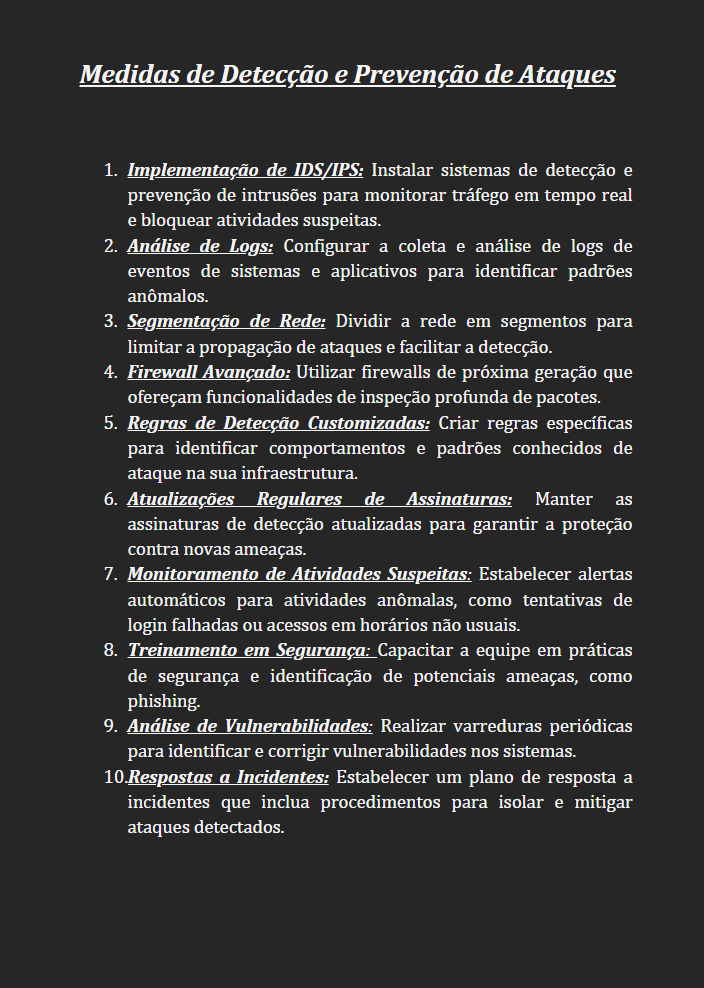 Medidas de Detecção e Prevenção de Ataques
1. Implementação de IDS/IPS: Instalar sistemas de detecção e
prevenção de intrusões para monitorar tráfego em tempo real
e bloquear atividades suspeitas.
2. Análise de Logs: Configurar a coleta e análise de logs de
eventos de sistemas e aplicativos para identificar padrões
anômalos.
3. Segmentação de Rede: Dividir a rede em segmentos para
limitar a propagação de ataques e facilitar a detecção.
4. Firewall Avançado: Utilizar firewalls de próxima geração que
ofereçam funcionalidades de inspeção profunda de pacotes.
5. Regras de Detecção Customizadas: Criar regras específicas
para identificar comportamentos e padrões conhecidos de
ataque na sua infraestrutura.
6. Atualizações Regulares de Assinaturas: Manter as
assinaturas de detecção atualizadas para garantir a proteção
contra novas ameaças.
7. Monitoramento de Atividades Suspeitas: Estabelecer alertas
automáticos para atividades anômalas, como tentativas de
login falhadas ou acessos em horários não usuais.
8. Treinamento em Segurança: Capacitar a equipe em práticas
de segurança e identificação de potenciais ameaças, como
phishing.
9. Análise de Vulnerabilidades: Realizar varreduras periódicas
para identificar e corrigir vulnerabilidades nos sistemas.
10.Respostas a Incidentes: Estabelecer um plano de resposta a
incidentes que inclua procedimentos para isolar e mitigar
ataques detectados.